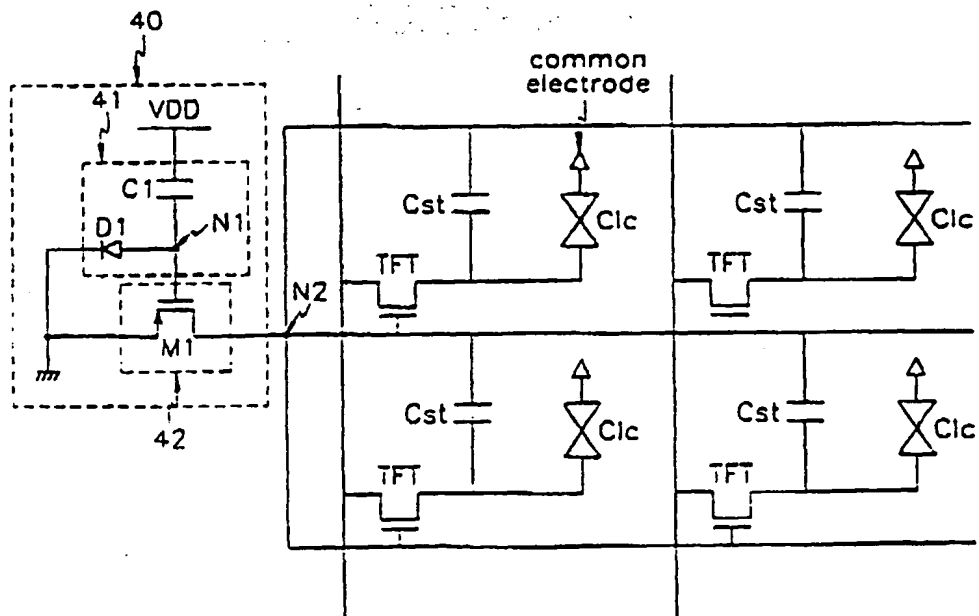 40
common
electrode
41
VDD
C1
D1
N1
Cst
Clc
Cst
Clc
TFT
TFT
N2
M1
42
Cst
Clc
Cst
Clc
TFT
TFT